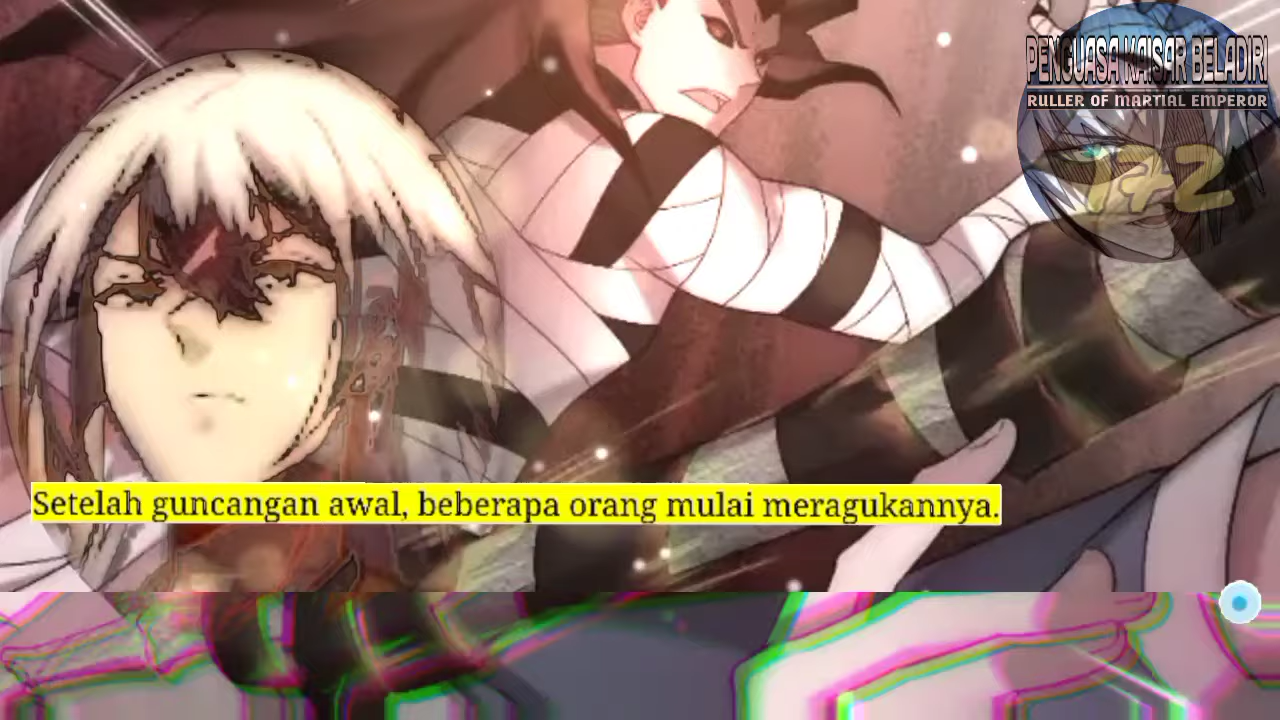 PENGUASA KAISAR BELADIRI
RULLER OF MARTIAL EMPEROR
Setelah guncangan awal, beberapa orang mulai meragukannya.